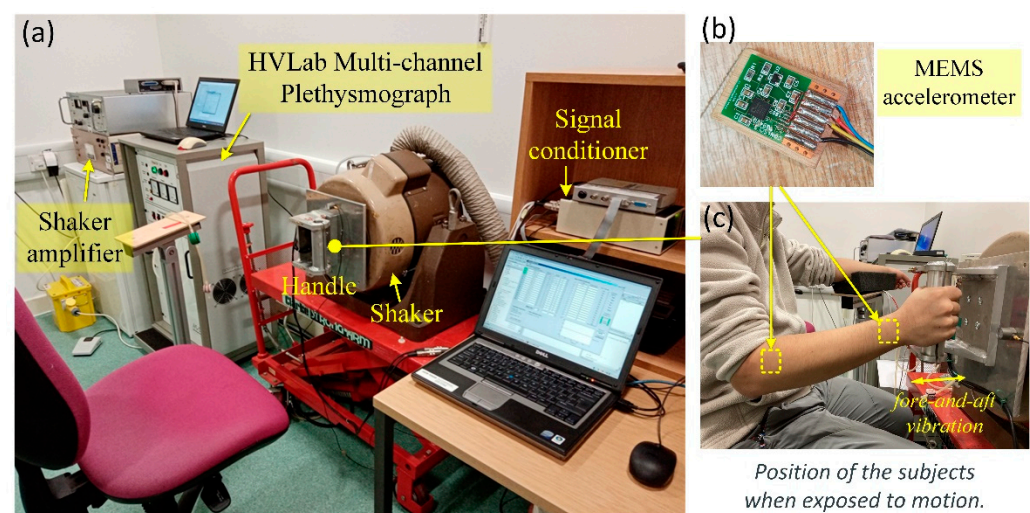 (a)
HVLab Multi-channel
Plethysmograph
Signal
conditioner
Shaker
amplifier
Handle
Shaker
DELL
(b)
MEMS
accelerometer
(c)
fore-and-aft
vibration
Position of the subjects
when exposed to motion.